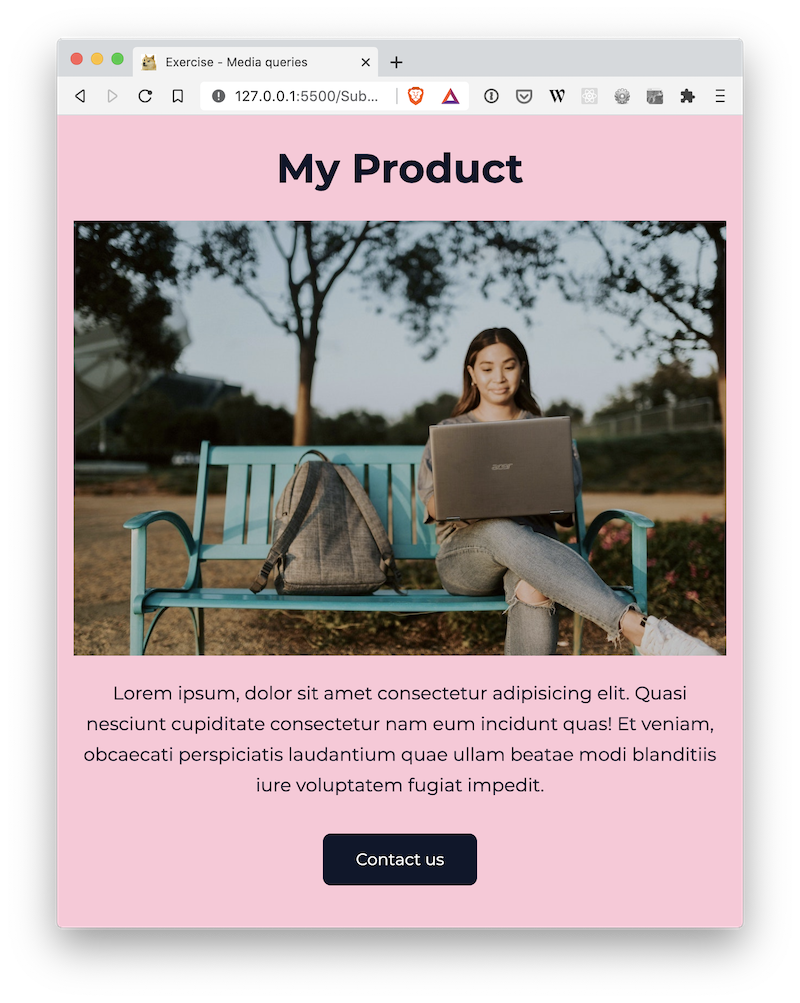 Exercise - Media queries
127.0.0.1:5500/Sub...
W
My Product
acer
Lorem ipsum, dolor sit amet consectetur adipisicing elit. Quasi
nesciunt cupiditate consectetur nam eum incidunt quas! Et veniam,
obcaecati perspiciatis laudantium quae ullam beatae modi blanditiis
iure voluptatem fugiat impedit.
Contact us